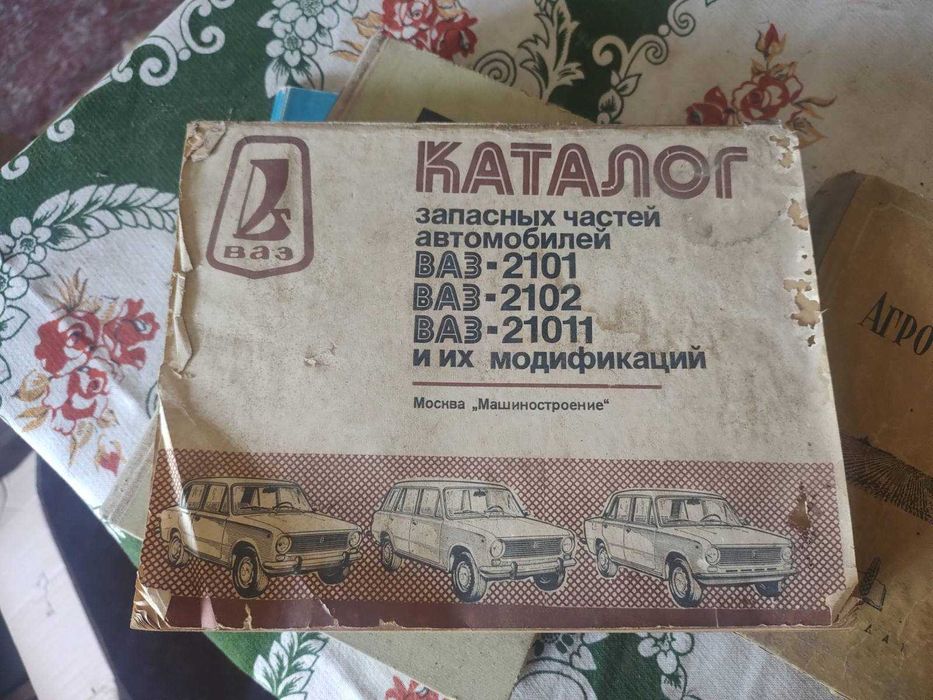 ВАЗ
КАТАЛОГ
запасных частей
автомобилей
ВАЗ-2101
ВАЗ-2102
ВАЗ-21011
и их модификаций
Москва „Машиностроение“
АГРО